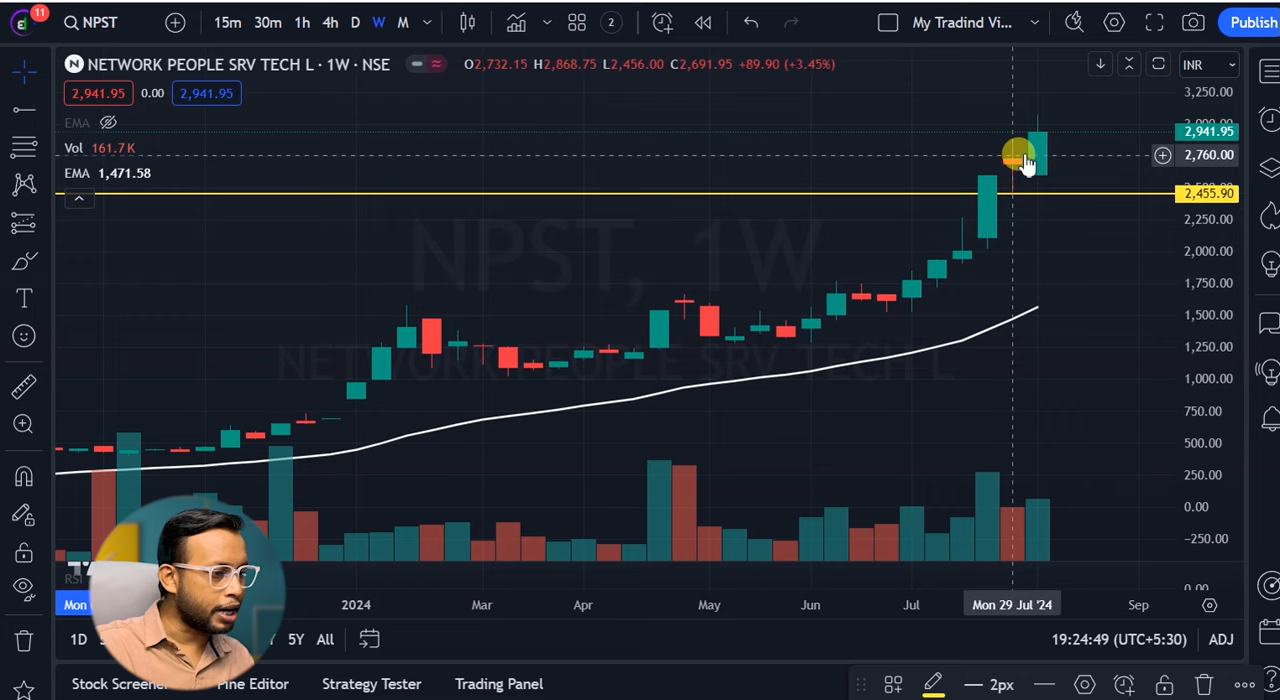 11
NPST
15m 30m 1h 4h D W M
2
My Tradind Vi...
Publish
N NETWORK PEOPLE SRV TECH L · 1W · NSE
O2,732.15 H2,868.75 L2,456.00 C2,691.95 +89.90 (+3.45%)
INR
2,941.95 0.00 2,941.95
EMA
Vol 161.7K
EMA 1,471.58
NPST, 1W
NETWORK PEOPLE SRV TECH L
3,250.00
2,941.95
2,760.00
2,455.90
2,250.00
2,000.00
1,750.00
1,500.00
1,250.00
1,000.00
750.00
500.00
250.00
0.00
−250.00
0.00
RSI
Mon
2024 Mar Apr May Jun Jul
Mon 29 Jul '24
Sep
1D
5Y All
19:24:49 (UTC+5:30) ADJ
Stock Screener
Pine Editor
Strategy Tester
Trading Panel
2px